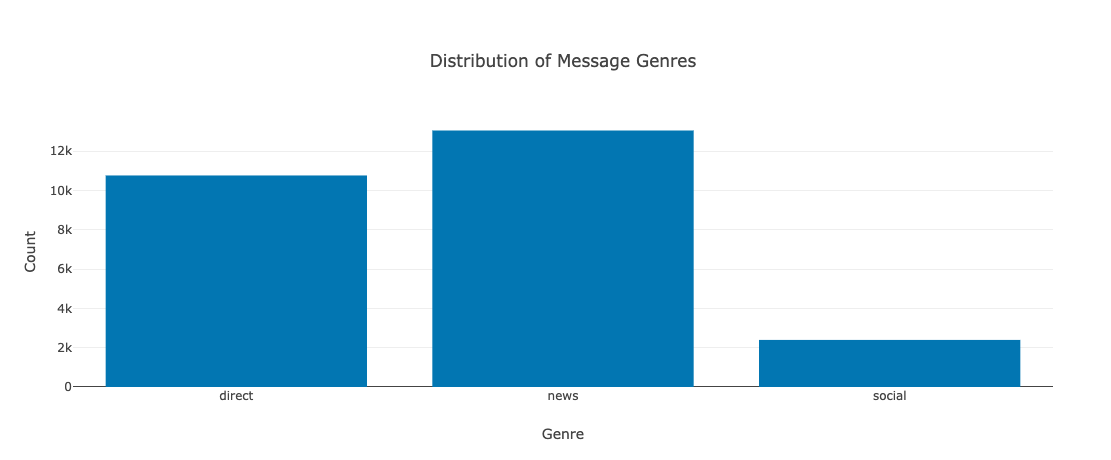 Distribution of Message Genres
12k
10k
8k
6k
4k
2k
0
Count
direct
news
social
Genre